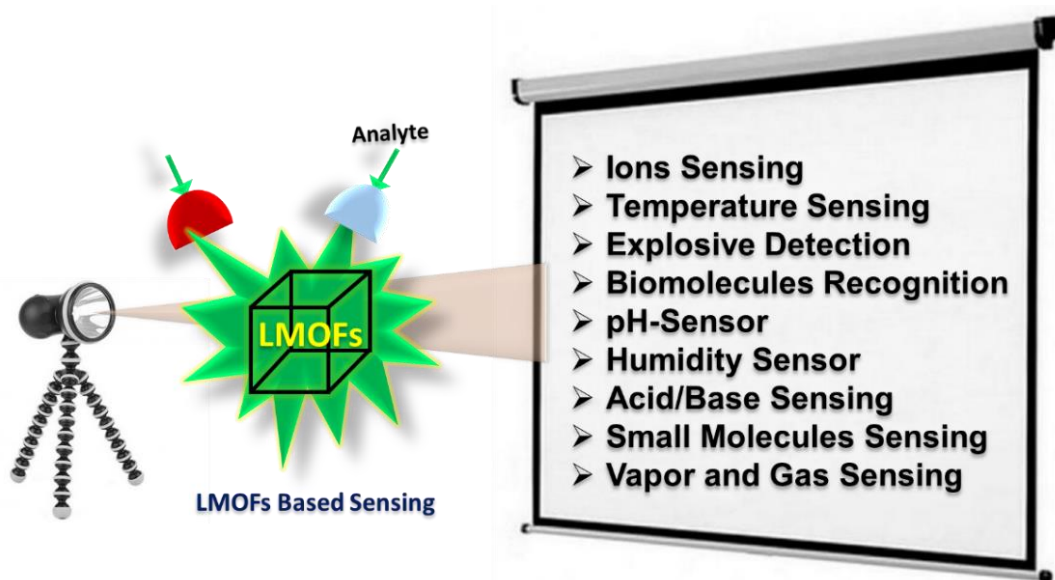 Analyte
LMOFs
LMOFs Based Sensing
➢ Ions Sensing
➢ Temperature Sensing
➢ Explosive Detection
➢ Biomolecules Recognition
➢ pH-Sensor
➢ Humidity Sensor
➢ Acid/Base Sensing
➢ Small Molecules Sensing
➢ Vapor and Gas Sensing